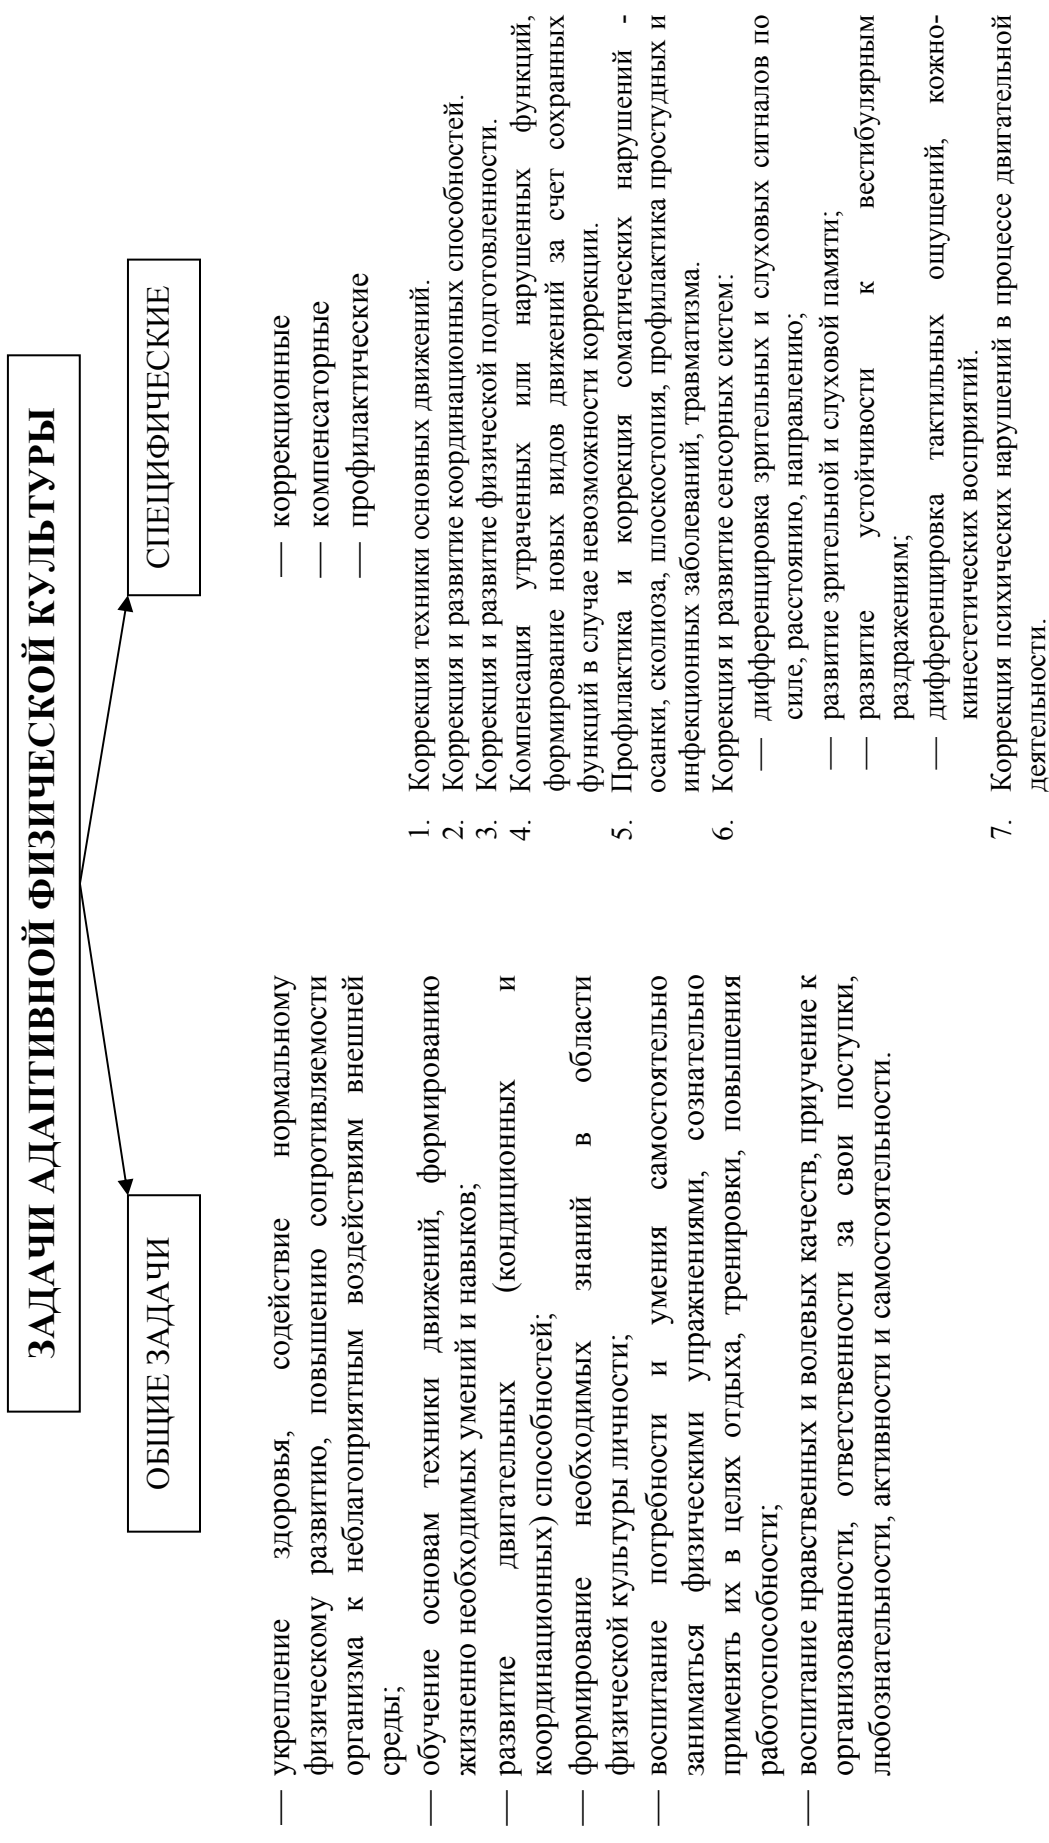 ЗАДАЧИ АДАПТИВНОЙ ФИЗИЧЕСКОЙ КУЛЬТУРЫ
ОБЩИЕ ЗАДАЧИ
— укрепление здоровья, содействие нормальному
физическому развитию, повышению сопротивляемости
организма к неблагоприятным воздействиям внешней
среды;
— обучение основам техники движений, формированию
жизненно необходимых умений и навыков;
— развитие двигательных (кондиционных и
координационных) способностей;
— формирование необходимых знаний в области
физической культуры личности;
— воспитание потребности и умения самостоятельно
заниматься физическими упражнениями, сознательно
применять их в целях отдыха, тренировки, повышения
работоспособности;
— воспитание нравственных и волевых качеств, приучение к
организованности, ответственности за свои поступки,
любознательности, активности и самостоятельности.
СПЕЦИФИЧЕСКИЕ
— коррекционные
— компенсаторные
— профилактические
1. Коррекция техники основных движений.
2. Коррекция и развитие координационных способностей.
3. Коррекция и развитие физической подготовленности.
4. Компенсация утраченных или нарушенных функций,
формирование новых видов движений за счет сохранных
функций в случае невозможности коррекции.
5. Профилактика и коррекция соматических нарушений -
осанки, сколиоза, плоскостопия, профилактика простудных и
инфекционных заболеваний, травматизма.
6. Коррекция и развитие сенсорных систем:
— дифференцировка зрительных и слуховых сигналов по
силе, расстоянию, направлению;
— развитие зрительной и слуховой памяти;
— развитие устойчивости к вестибулярным
раздражениям;
— дифференцировка тактильных ощущений, кожно-
кинестетических восприятий.
7. Коррекция психических нарушений в процессе двигательной
деятельности.